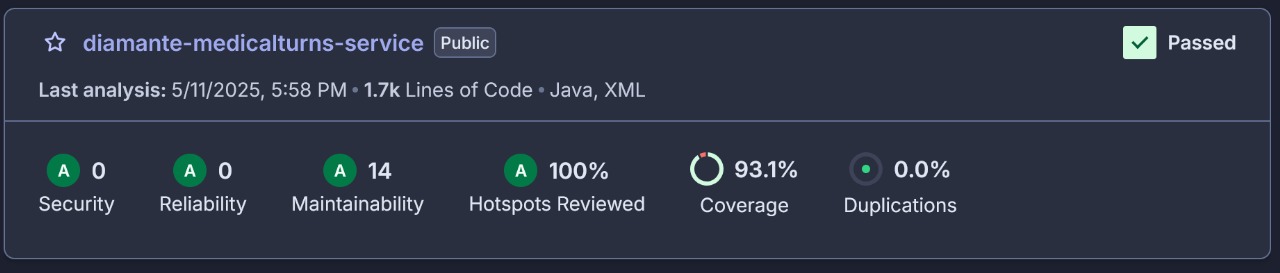 diamante-medicalturns-service Public Passed
Last analysis: 5/11/2025, 5:58 PM • 1.7k Lines of Code • Java, XML
A 0 A 0 A 14 A 100% 93.1% 0.0%
Security Reliability Maintainability Hotspots Reviewed Coverage Duplications